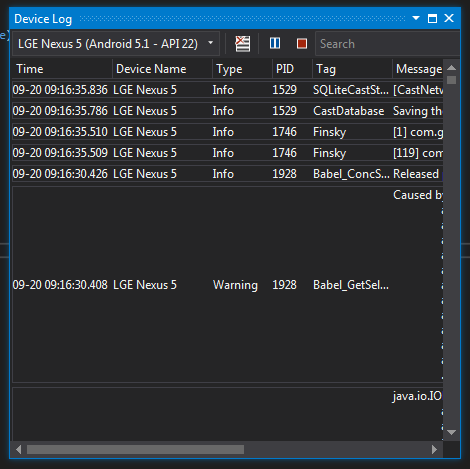 Device Log
LGE Nexus 5 (Android 5.1 - API 22) Search
Time Device Name Type PID Tag Message
09-20 09:16:35.836 LGE Nexus 5 Info 1529 SQLiteCastSt... [CastNetw
09-20 09:16:35.786 LGE Nexus 5 Info 1529 CastDatabase Saving the
09-20 09:16:35.510 LGE Nexus 5 Info 1746 Finsky [1] com.g
09-20 09:16:35.509 LGE Nexus 5 Info 1746 Finsky [119] com
09-20 09:16:30.426 LGE Nexus 5 Info 1928 Babel_ConcS... Released
Caused by
a
a
a
a
a
09-20 09:16:30.408 LGE Nexus 5 Warning 1928 Babel_GetSel... a
a
a
a
a
java.io.IO
a
a